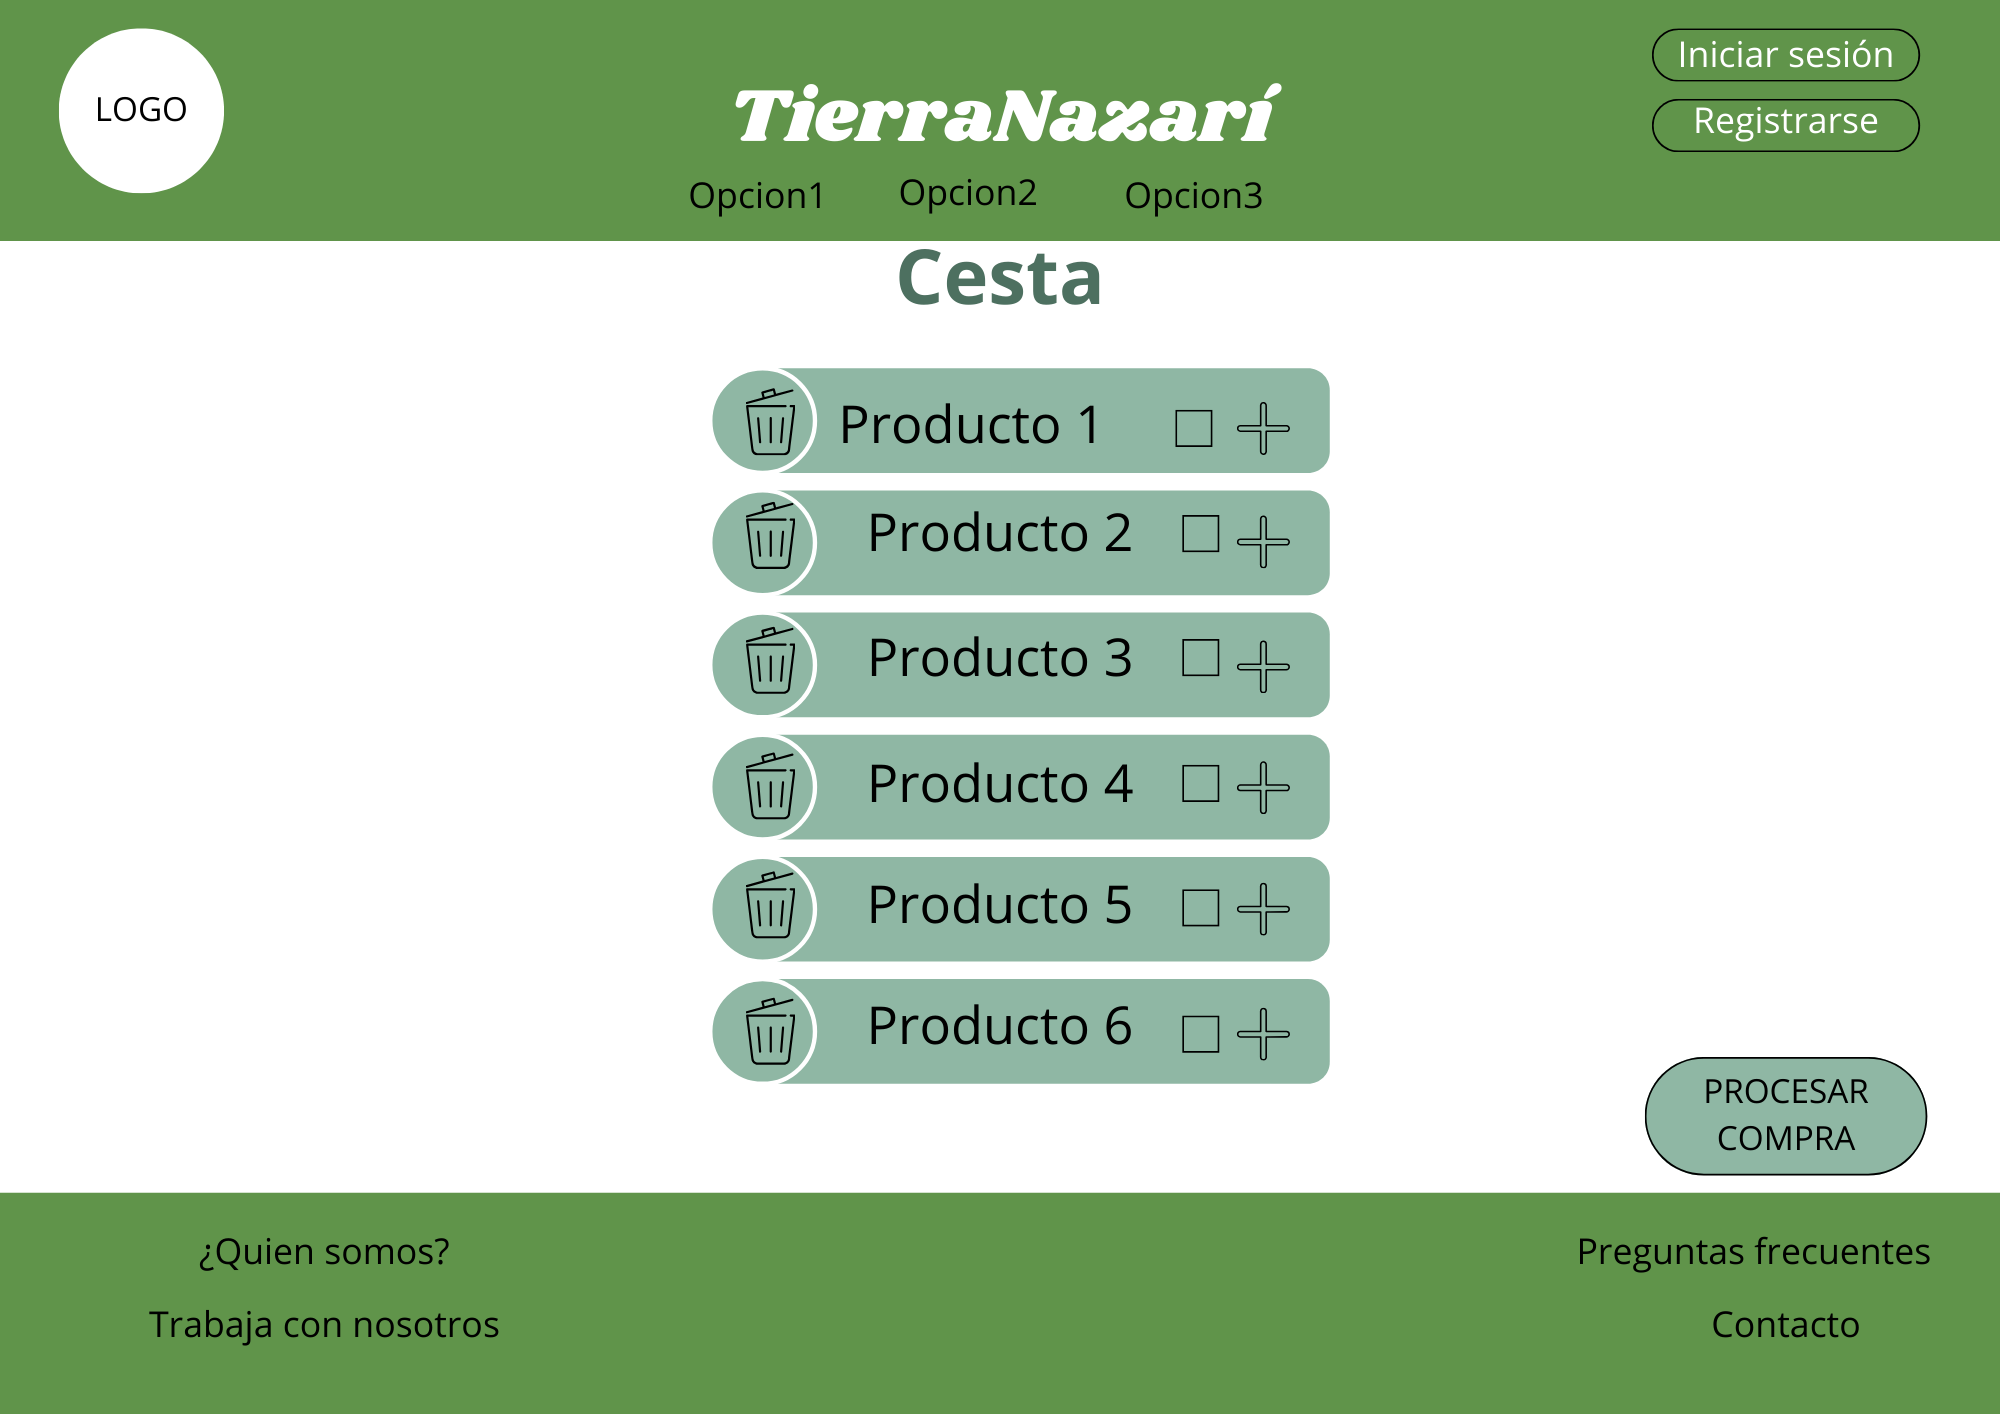 LOGO
TierraNazarí
Iniciar sesión
Registrarse
Opcion1
Opcion2
Opcion3
Cesta
Producto 1
Producto 2
Producto 3
Producto 4
Producto 5
Producto 6
PROCESAR
COMPRA
¿Quien somos?
Trabaja con nosotros
Preguntas frecuentes
Contacto